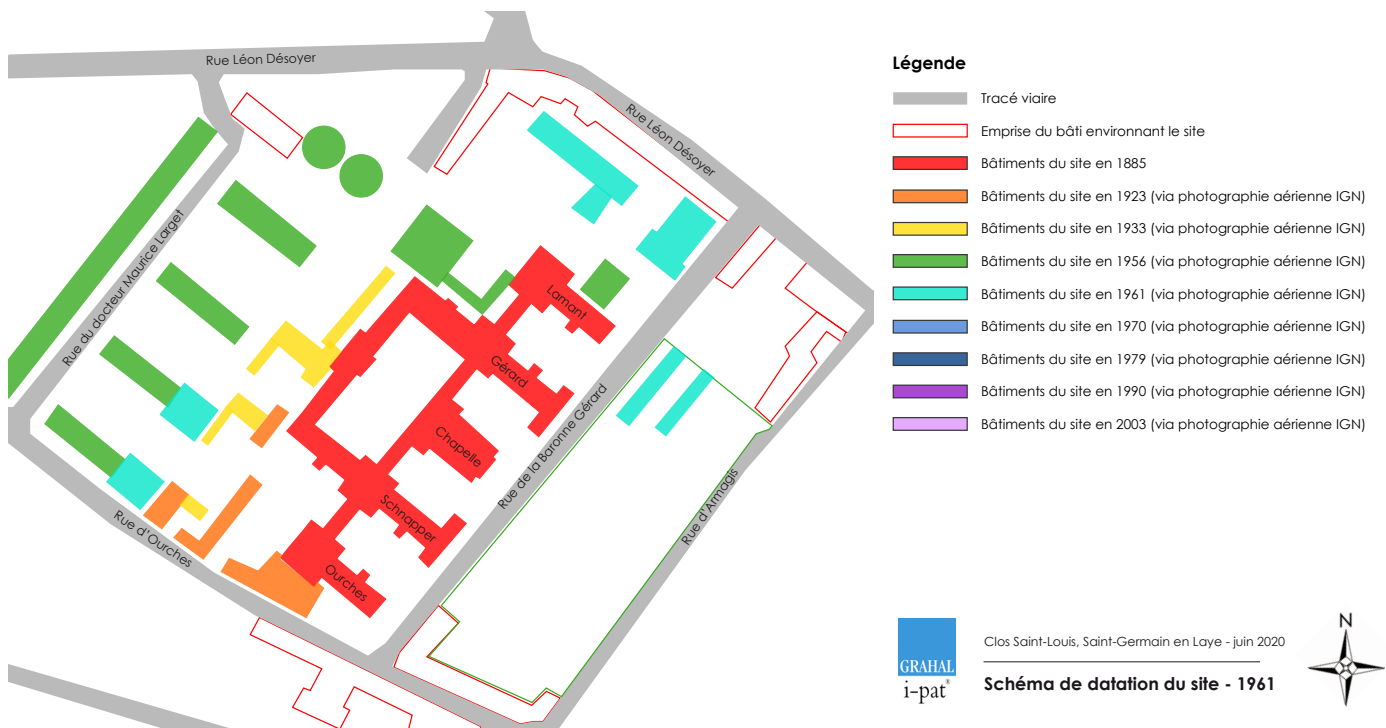 Rue Léon Désoyer
Rue Léon Désoyer
Rue du docteur Maurice Larget
Lamant
Gérard
Chapelle
Schnapper
Ourches
Rue de la Baronne Gérard
Rue d'Armagis
Rue d'Ourches
Légende
Tracé viaire
Emprise du bâti environnant le site
Bâtiments du site en 1885
Bâtiments du site en 1923 (via photographie aérienne IGN)
Bâtiments du site en 1933 (via photographie aérienne IGN)
Bâtiments du site en 1956 (via photographie aérienne IGN)
Bâtiments du site en 1961 (via photographie aérienne IGN)
Bâtiments du site en 1970 (via photographie aérienne IGN)
Bâtiments du site en 1979 (via photographie aérienne IGN)
Bâtiments du site en 1990 (via photographie aérienne IGN)
Bâtiments du site en 2003 (via photographie aérienne IGN)
GRAHAL
i-pat®
Clos Saint-Louis, Saint-Germain en Laye - juin 2020
Schéma de datation du site - 1961
N